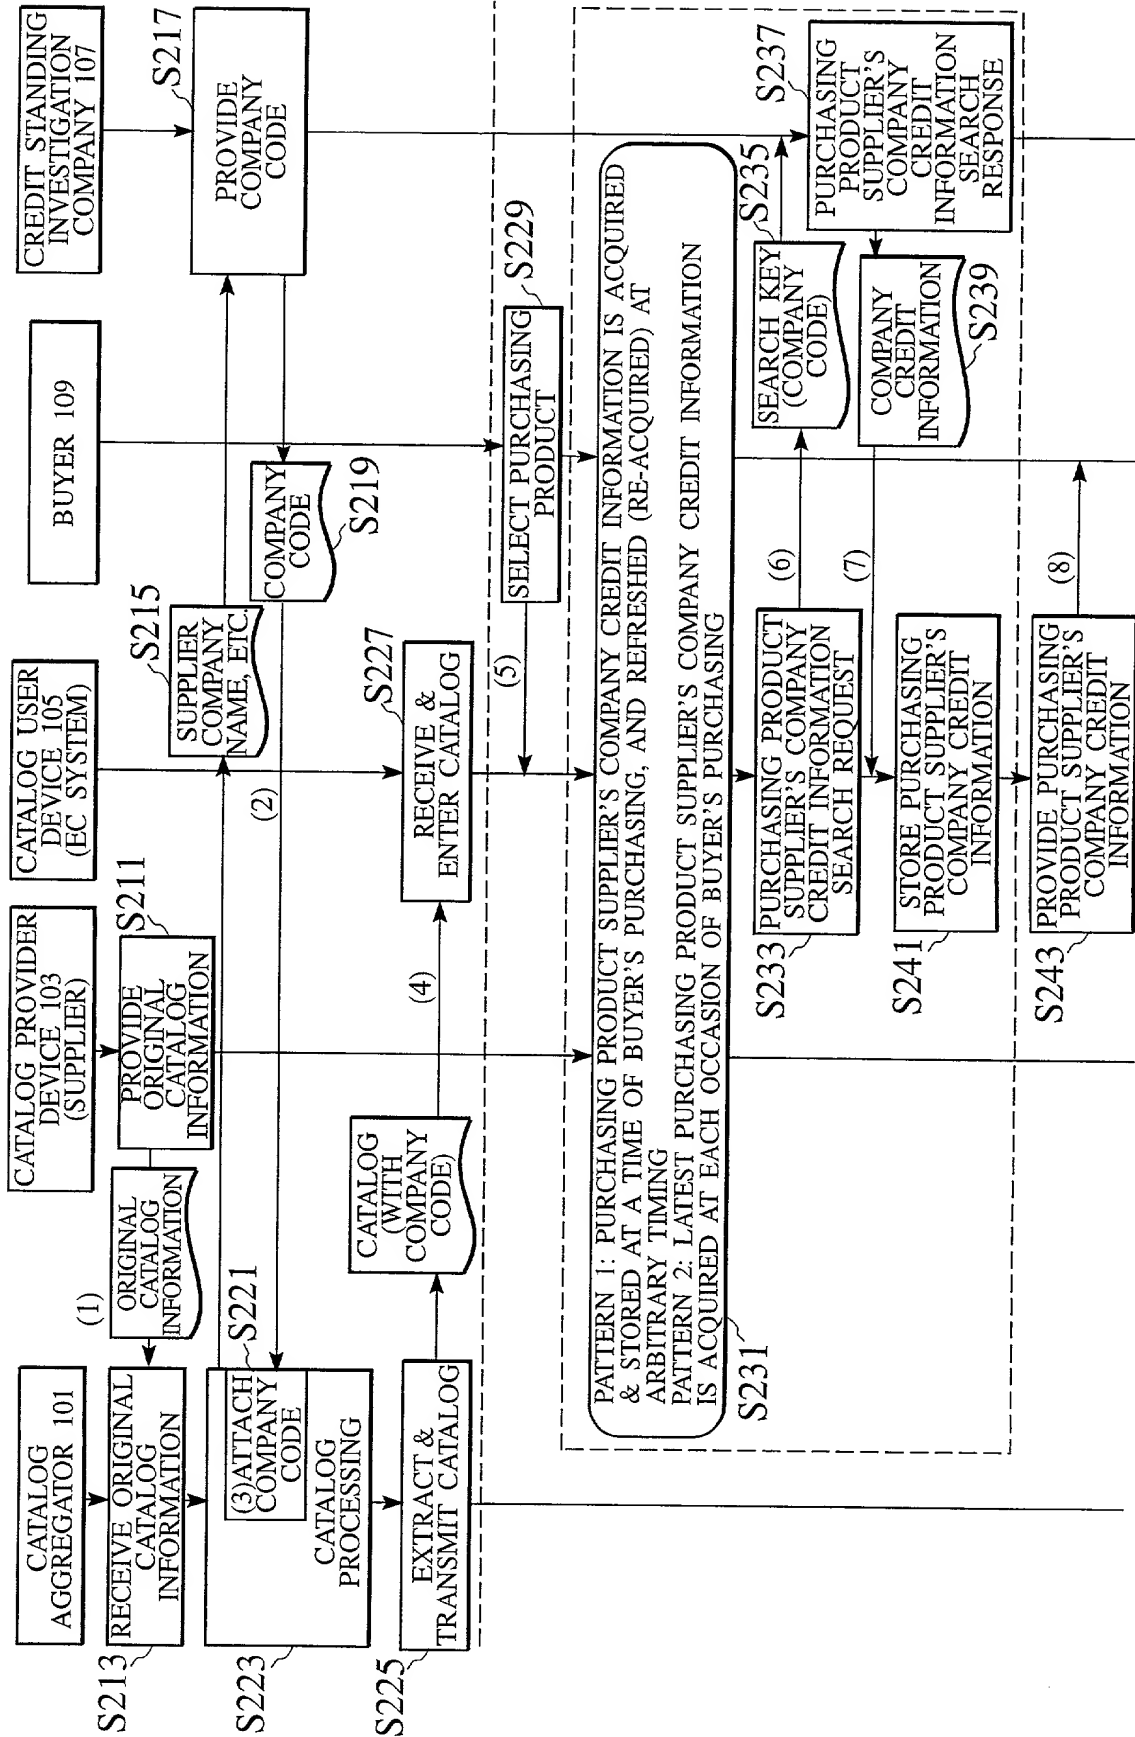 CATALOG
AGGREGATOR 101
CATALOG PROVIDER
DEVICE 103
(SUPPLIER)
CATALOG USER
DEVICE 105
(EC SYSTEM)
BUYER 109
CREDIT STANDING
INVESTIGATION
COMPANY 107
S213
RECEIVE ORIGINAL
CATALOG
INFORMATION
(1)
ORIGINAL
CATALOG
INFORMATION
PROVIDE
ORIGINAL
CATALOG
INFORMATION
S211
S215
SUPPLIER
COMPANY
NAME, ETC.
S217
PROVIDE
COMPANY
CODE
S223
(3)ATTACH
COMPANY
CODE
S221
CATALOG
PROCESSING
(2)
COMPANY
CODE
S219
S225
EXTRACT &
TRANSMIT CATALOG
CATALOG
(WITH
COMPANY
CODE)
(4)
RECEIVE &
ENTER CATALOG
S227
(5)
SELECT PURCHASING
PRODUCT
S229
PATTERN 1: PURCHASING PRODUCT SUPPLIER'S COMPANY CREDIT INFORMATION IS ACQUIRED
& STORED AT A TIME OF BUYER'S PURCHASING, AND REFRESHED (RE-ACQUIRED) AT
ARBITRARY TIMING
PATTERN 2: LATEST PURCHASING PRODUCT SUPPLIER'S COMPANY CREDIT INFORMATION
IS ACQUIRED AT EACH OCCASION OF BUYER'S PURCHASING
S231
S233
PURCHASING PRODUCT
SUPPLIER'S COMPANY
CREDIT INFORMATION
SEARCH REQUEST
(6)
SEARCH KEY
(COMPANY
CODE)
S235
S237
PURCHASING
PRODUCT
SUPPLIER'S
COMPANY
CREDIT
INFORMATION
SEARCH
RESPONSE
(7)
COMPANY
CREDIT
INFORMATION
S239
S241
STORE PURCHASING
PRODUCT SUPPLIER'S
COMPANY CREDIT
INFORMATION
S243
PROVIDE PURCHASING
PRODUCT SUPPLIER'S
COMPANY CREDIT
INFORMATION
(8)